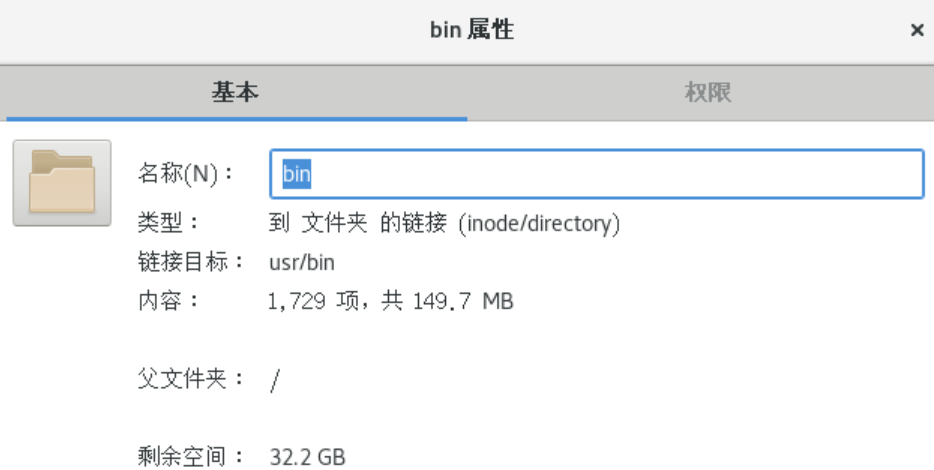 bin 属性 ×
基本 权限
名称(N)： bin
类型： 到 文件夹 的链接 (inode/directory)
链接目标： usr/bin
内容： 1,729 项，共 149.7 MB
父文件夹： /
剩余空间： 32.2 GB